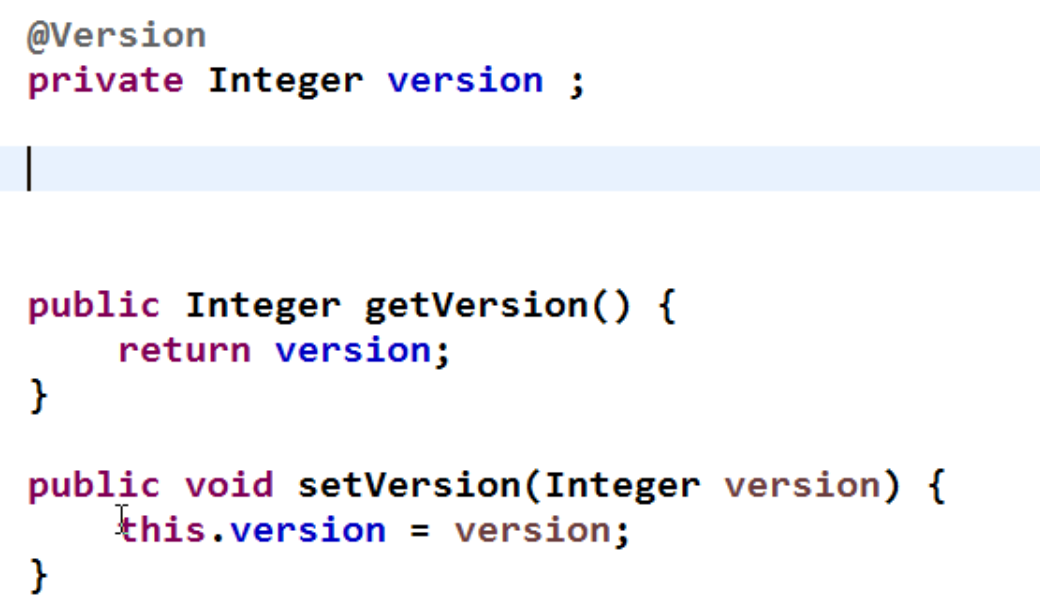 @Version
private Integer version ;
public Integer getVersion() {
    return version;
}
public void setVersion(Integer version) {
    this.version = version;
}